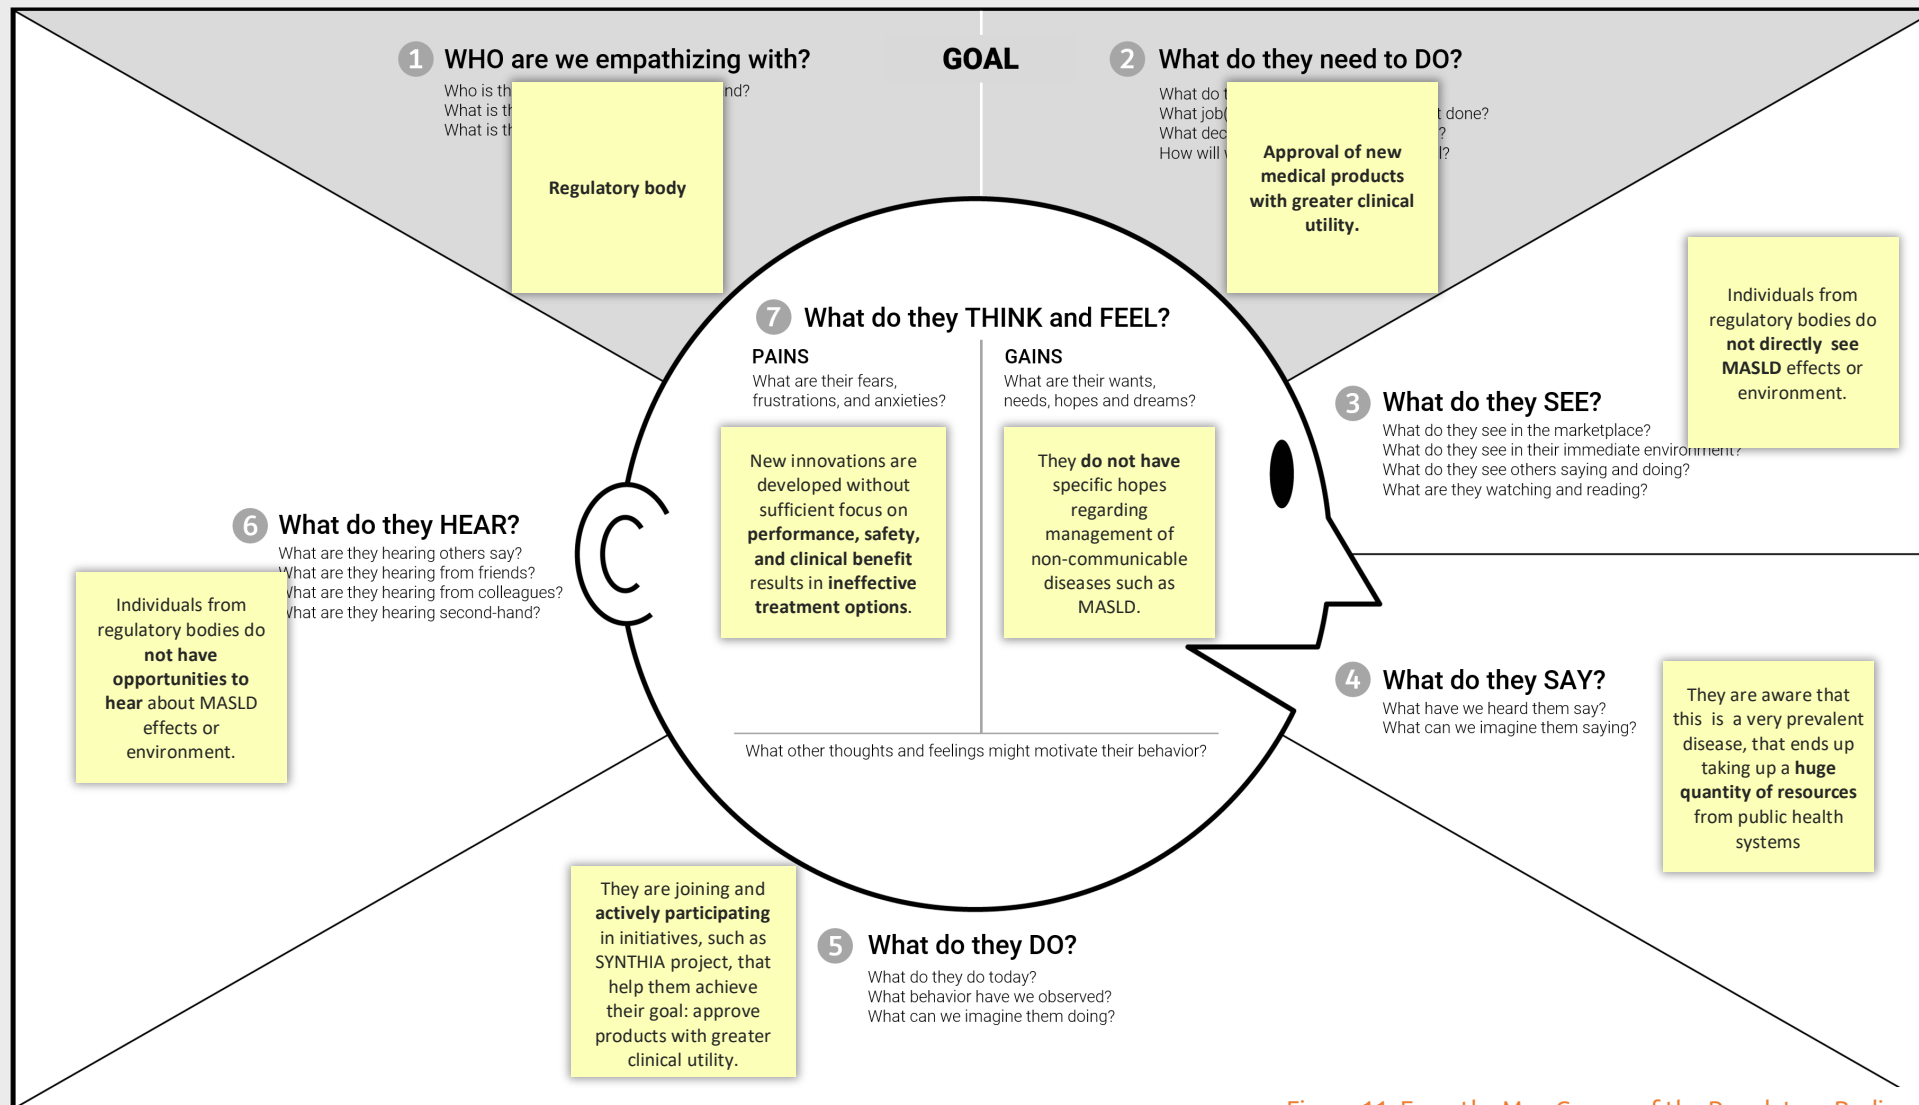 1 WHO are we empathizing with?
Who is th nd?
What is th
What is th
Regulatory body
GOAL
2 What do they need to DO?
What do t
What job( t done?
What dec ?
How will l?
Approval of new
medical products
with greater clinical
utility.
Individuals from
regulatory bodies do
not directly see
MASLD effects or
environment.
3 What do they SEE?
What do they see in the marketplace?
What do they see in their immediate environment?
What do they see others saying and doing?
What are they watching and reading?
7 What do they THINK and FEEL?
PAINS
What are their fears,
frustrations, and anxieties?
New innovations are
developed without
sufficient focus on
performance, safety,
and clinical benefit
results in ineffective
treatment options.
GAINS
What are their wants,
needs, hopes and dreams?
They do not have
specific hopes
regarding
management of
non-communicable
diseases such as
MASLD.
What other thoughts and feelings might motivate their behavior?
6 What do they HEAR?
What are they hearing others say?
What are they hearing from friends?
What are they hearing from colleagues?
What are they hearing second-hand?
Individuals from
regulatory bodies do
not have
opportunities to
hear about MASLD
effects or
environment.
4 What do they SAY?
What have we heard them say?
What can we imagine them saying?
They are aware that
this is a very prevalent
disease, that ends up
taking up a huge
quantity of resources
from public health
systems
They are joining and
actively participating
in initiatives, such as
SYNTHIA project, that
help them achieve
their goal: approve
products with greater
clinical utility.
5 What do they DO?
What do they do today?
What behavior have we observed?
What can we imagine them doing?